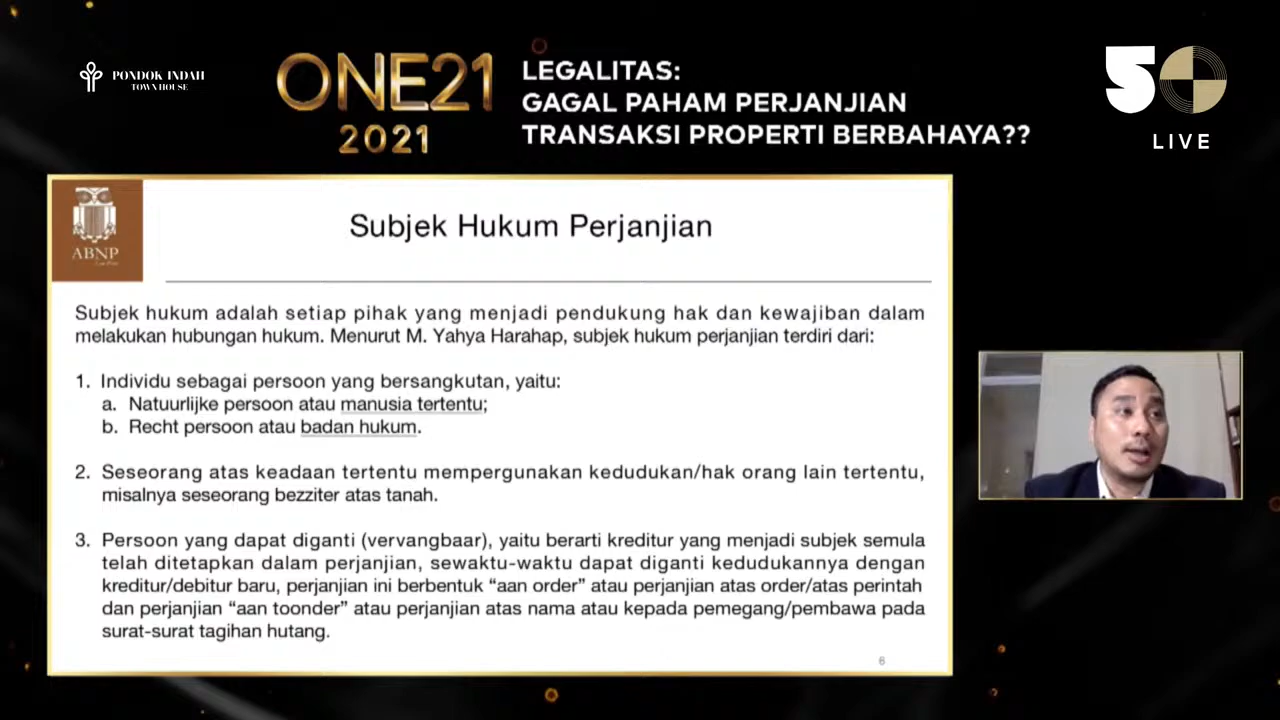 PONDOK INDAH
TOWNHOUSE
ONE21
2021
LEGALITAS:
GAGAL PAHAM PERJANJIAN
TRANSAKSI PROPERTI BERBAHAYA??
50
LIVE
ABNP
Subjek Hukum Perjanjian
Subjek hukum adalah setiap pihak yang menjadi pendukung hak dan kewajiban dalam
melakukan hubungan hukum. Menurut M. Yahya Harahap, subjek hukum perjanjian terdiri dari:
1. Individu sebagai persoon yang bersangkutan, yaitu:
a. Natuurlijke persoon atau manusia tertentu;
b. Recht persoon atau badan hukum.
2. Seseorang atas keadaan tertentu mempergunakan kedudukan/hak orang lain tertentu,
misalnya seseorang bezziter atas tanah.
3. Persoon yang dapat diganti (vervangbaar), yaitu berarti kreditur yang menjadi subjek semula
telah ditetapkan dalam perjanjian, sewaktu-waktu dapat diganti kedudukannya dengan
kreditur/debitur baru, perjanjian ini berbentuk “aan order” atau perjanjian atas order/atas perintah
dan perjanjian “aan toonder” atau perjanjian atas nama atau kepada pemegang/pembawa pada
surat-surat tagihan hutang.
6